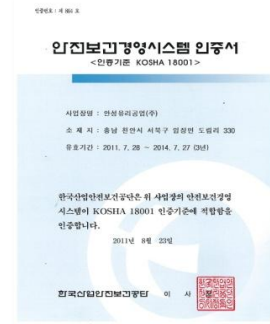 인증번호 : 제 861 호
안전보건경영시스템 인증서
<인증기준 KOSHA 18001>
사업장명 : 안성유리공업(주)
소 재 지 : 충남 천안시 서북구 입장면 도림리 330
유효기간 : 2011. 7. 28 ~ 2014. 7. 27 (3년)
한국산업안전보건공단은 위 사업장의 안전보건경영
시스템이 KOSHA 18001 인증기준에 적합함을
인증합니다.
2011년 8월 23일
한국산업안전보건공단 이 사